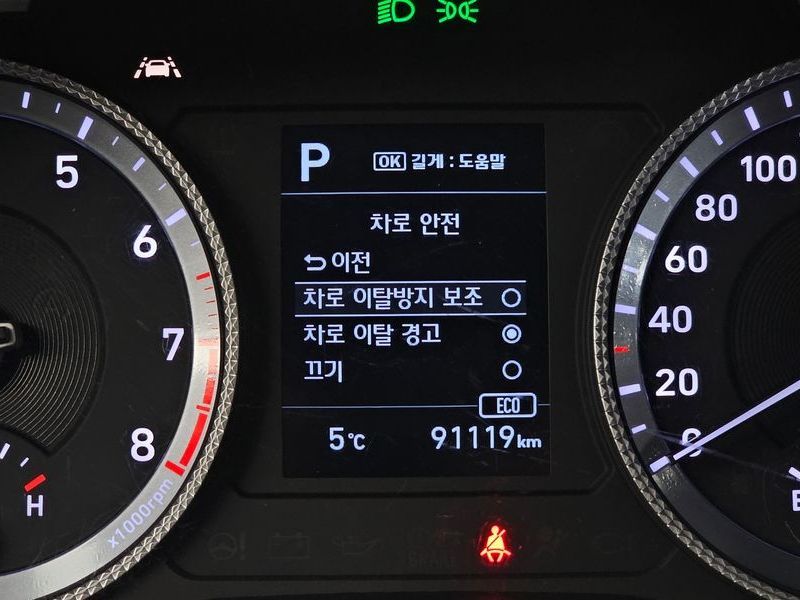 P OK 길게 : 도움말
차로 안전
이전
차로 이탈방지 보조
차로 이탈 경고
끄기
ECO
5℃ 91119km
5
6
7
8
H
x1000rpm
100
80
60
40
20
0
E